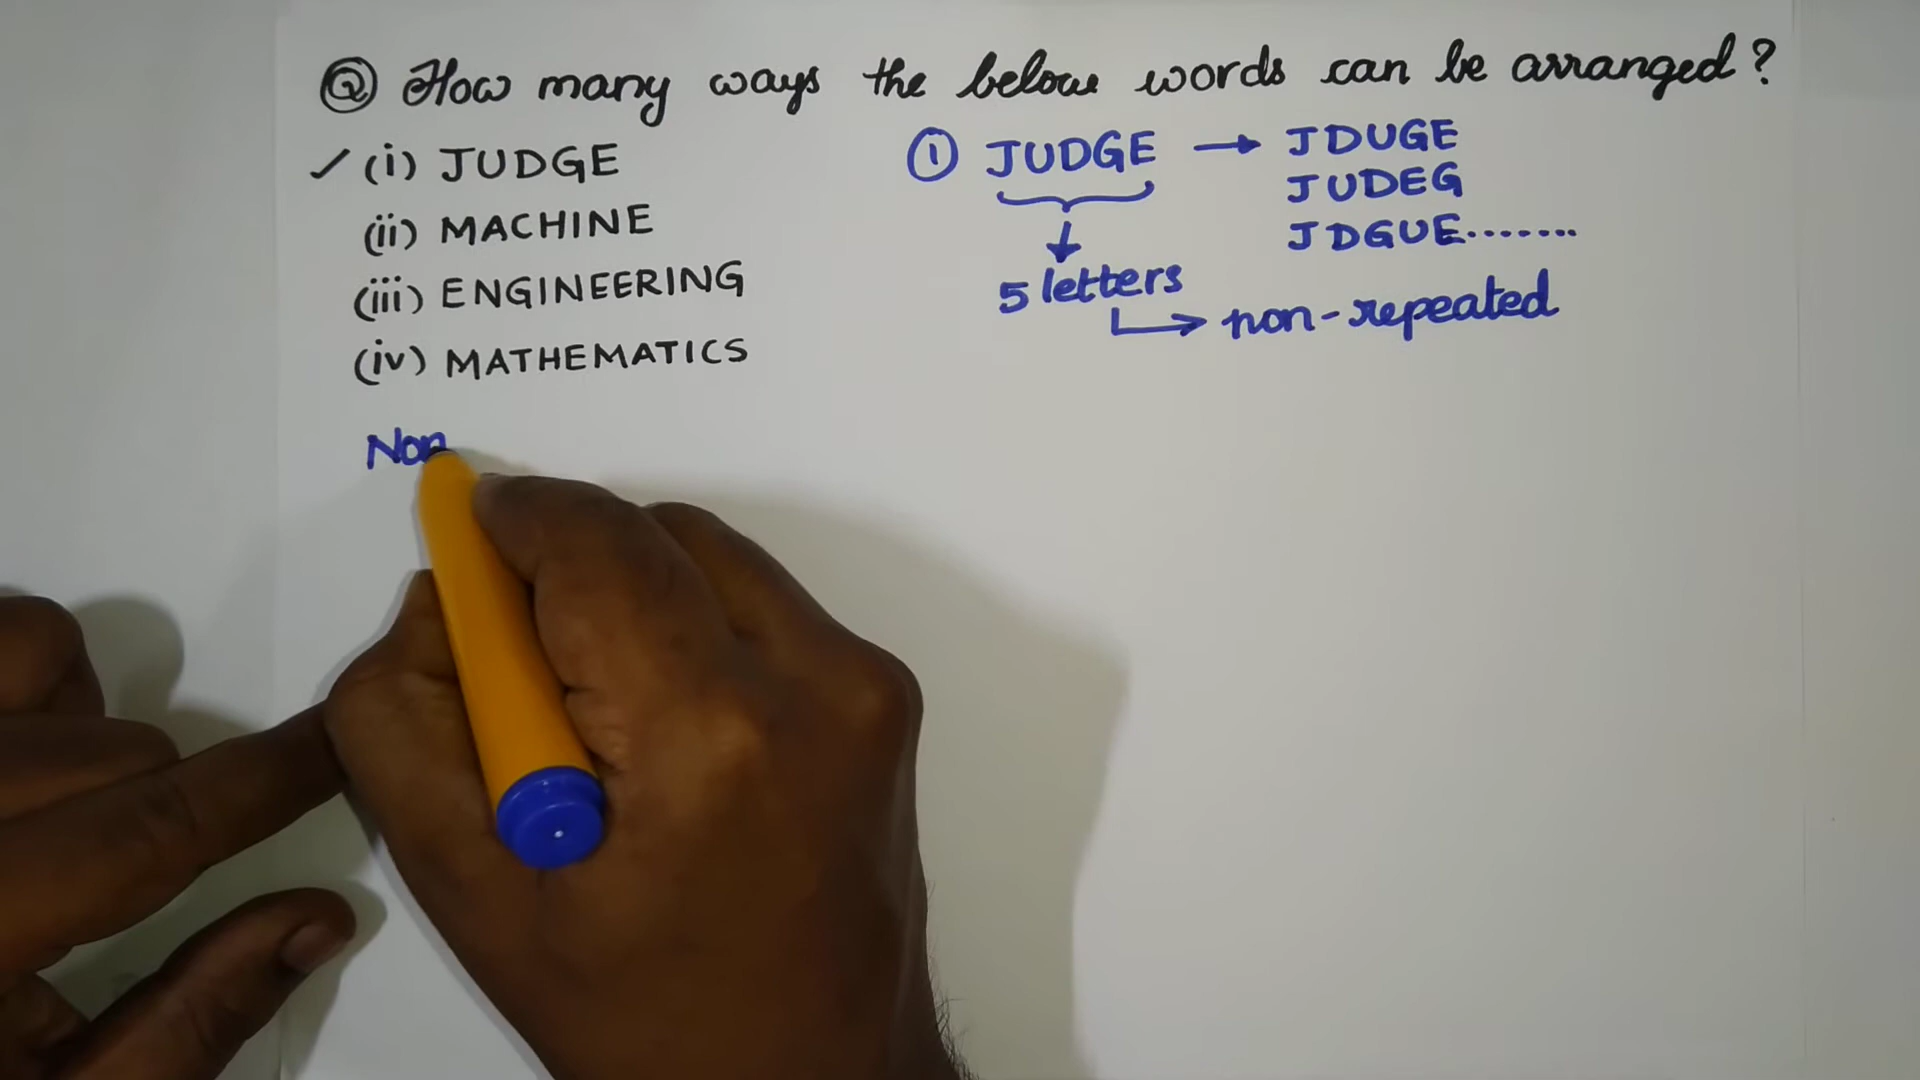 Q How many ways the below words can be arranged?
✓ (i) JUDGE
(ii) MACHINE
(iii) ENGINEERING
(iv) MATHEMATICS
① JUDGE → JDUGE
JUDEG
JDGUE.......
↓
5 letters
→ non-repeated
Non